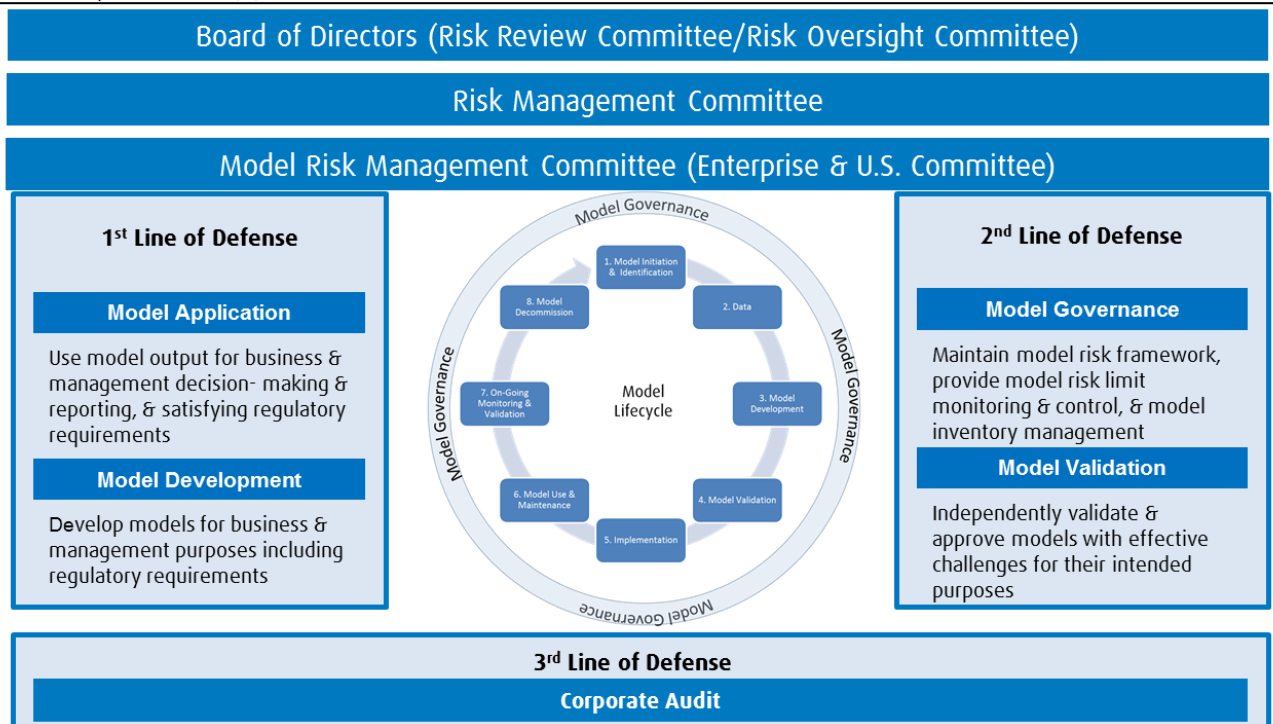 Board of Directors (Risk Review Committee/Risk Oversight Committee)
Risk Management Committee
Model Risk Management Committee (Enterprise & U.S. Committee)
1st Line of Defense
Model Application
Use model output for business &
management decision- making &
reporting, & satisfying regulatory
requirements
Model Development
Develop models for business &
management purposes including
regulatory requirements
Model Governance
Model Governance
Model Governance
Model Governance
1. Model Initiation
& Identification
2. Data
3. Model
Development
4. Model Validation
5. Implementation
6. Model Use &
Maintenance
7. On-Going
Monitoring &
Validation
8. Model
Decommission
Model
Lifecycle
2nd Line of Defense
Model Governance
Maintain model risk framework,
provide model risk limit
monitoring & control, & model
inventory management
Model Validation
Independently validate &
approve models with effective
challenges for their intended
purposes
3rd Line of Defense
Corporate Audit